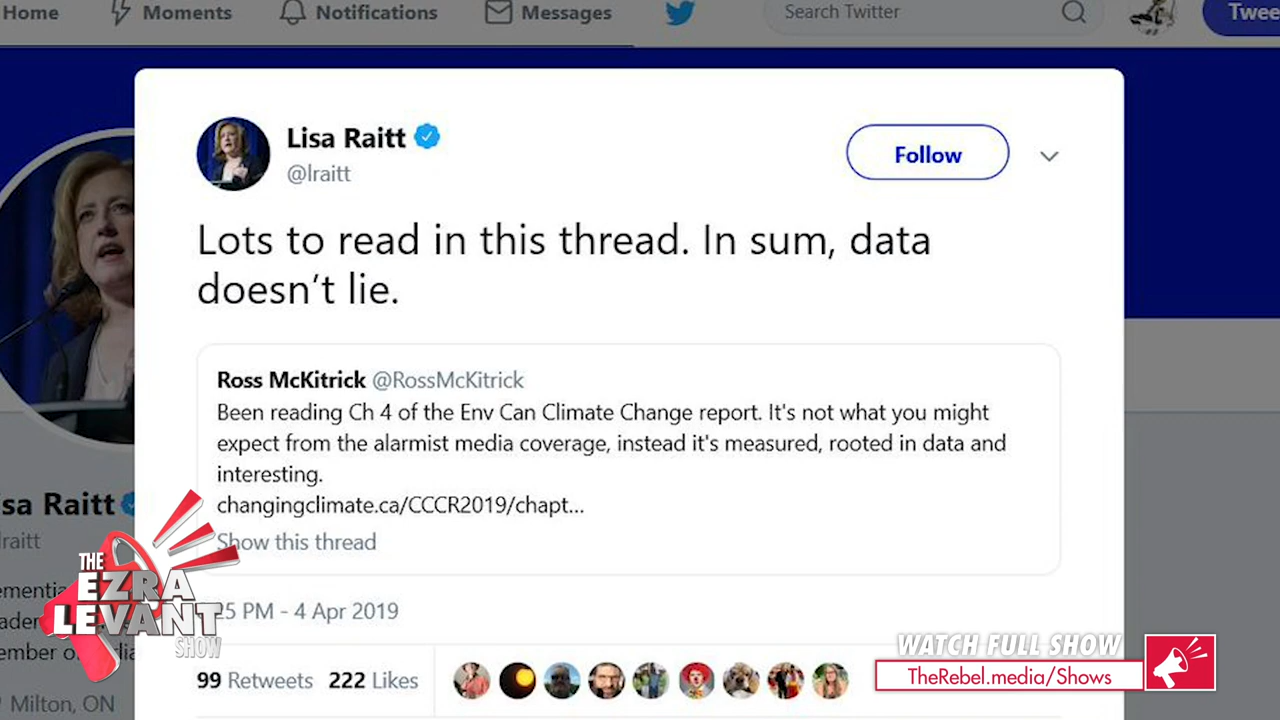 Home Moments Notifications Messages Search Twitter Twee
Lisa Raitt
@lraitt
Follow
Lots to read in this thread. In sum, data
doesn't lie.
Ross McKitrick @RossMcKitrick
Been reading Ch 4 of the Env Can Climate Change report. It's not what you might
expect from the alarmist media coverage, instead it's measured, rooted in data and
interesting.
changingclimate.ca/CCCR2019/chapt...
Show this thread
25 PM - 4 Apr 2019
99 Retweets 222 Likes
sa Raitt
raitt
Milton, ON
THE
EZRA
LEVANT
SHOW
WATCH FULL SHOW
TheRebel.media/Shows